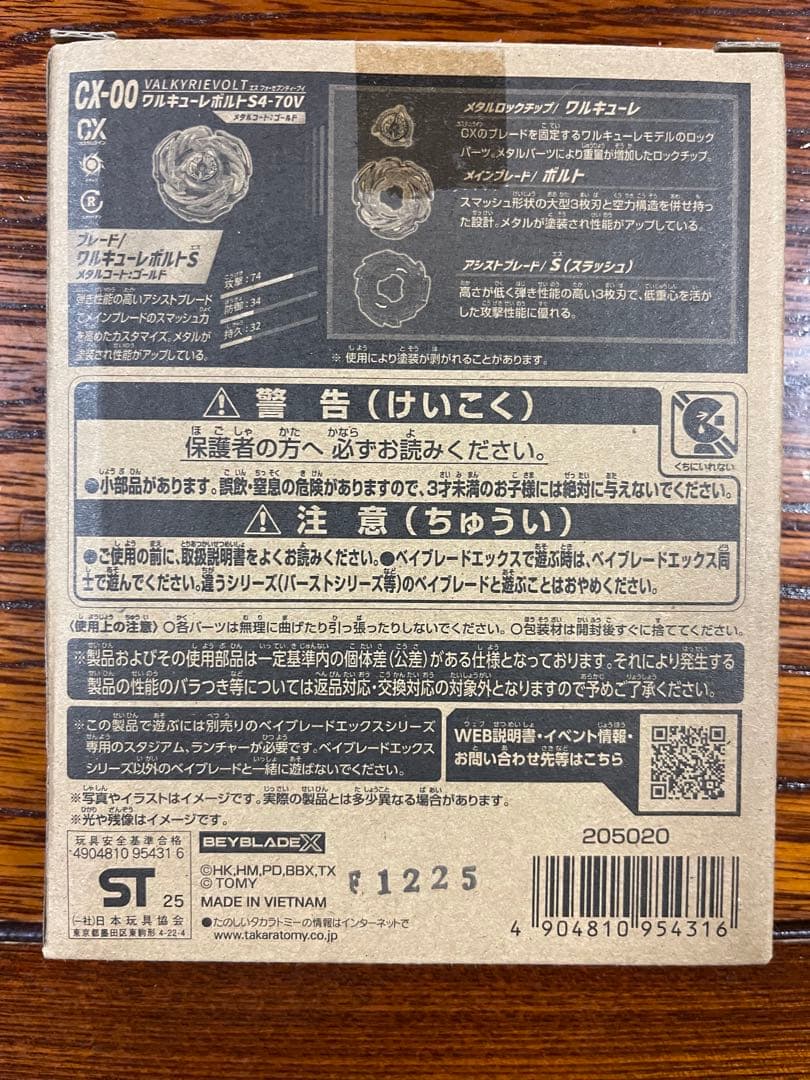 CX-00
VALKYRIEVOLT エス フォーセブンティーブイ
ワルキューレボルトS4-70V
メタルコート:ゴールド
CX
R
ブレード/
ワルキューレボルトS
メタルコート:ゴールド
弾き性能の高いアシストブレード
でメインブレードのスマッシュ力
を高めたカスタマイズ。メタルが
塗装され性能がアップしている。
攻撃:74
防御:34
持久:32
メタルロックチップ/ ワルキューレ
CXのブレードを固定するワルキューレモデルのロック
パーツ。メタルパーツにより重量が増加したロックチップ。
メインブレード/ ボルト
スマッシュ形状の大型3枚刃と空力構造を併せ持っ
た設計。メタルが塗装され性能がアップしている。
アシストブレード/ S(スラッシュ)
高さが低く弾き性能の高い3枚刃で、低重心を活か
した攻撃性能に優れる。
※ 使用により塗装が剥がれることがあります。
警告(けいこく)
保護者の方へ 必ずお読みください。
●小部品があります。誤飲・窒息の危険がありますので、3才未満のお子様には絶対に与えないでください。
くちにいれない
注意(ちゅうい)
●ご使用の前に、取扱説明書をよくお読みください。●ベイブレードエックスで遊ぶ時は、ベイブレードエックス同
士で遊んでください。違うシリーズ(バーストシリーズ等)のベイブレードと遊ぶことはおやめください。
〈使用上の注意〉 ○各パーツは無理に曲げたり引っ張ったりしないでください。 ○包装材は開封後すぐに捨ててください。
※製品およびその使用部品は一定基準内の個体差(公差)がある仕様となっております。それにより発生する
製品の性能のバラつき等については返品対応・交換対応の対象外となりますので予めご了承ください。
※この製品で遊ぶには別売りのベイブレードエックスシリーズ
専用のスタジアム、ランチャーが必要です。ベイブレードエックス
シリーズ以外のベイブレードと一緒に遊ばないでください。
WEB説明書・イベント情報・
お問い合わせ先等はこちら
※写真やイラストはイメージです。実際の製品とは多少異なる場合があります。
※光や残像はイメージです。
玩具安全基準合格
4904810 95431 6
ST 25
(一社)日本玩具協会
東京都墨田区東駒形 4-22-4
BEYBLADE X
©HK,HM,PD,BBX,TX
© TOMY
MADE IN VIETNAM
F1225
●たのしいタカラトミーの情報はインターネットで
www.takaratomy.co.jp
205020
4 904810 954316